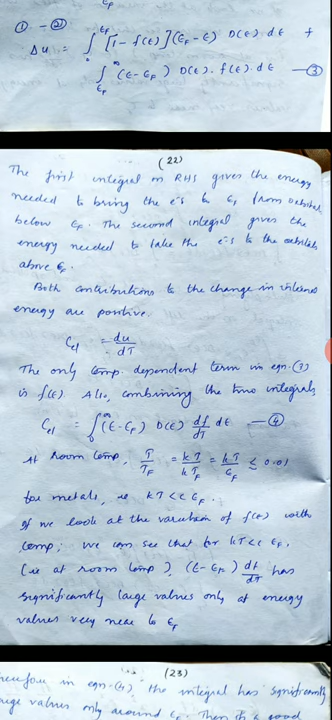 ① - ②
Δu = ∫₀^εF [1 - f(ε)] (εF - ε) D(ε) dε +
∫εF^∞ (ε - εF) D(ε). f(ε). dε — ③
(22)
The first integral on RHS gives the energy
needed to bring the e⁻s to εF from orbitals
below εF. The second integral gives the
energy needed to take the e⁻s to the orbitals
above εF.
Both contributions to the change in internal
energy are positive.
Cel = du/dT
The only temp. dependent term in eqn. (3)
is f(ε). Also, combining the two integrals,
Cel = ∫₀^∞ (ε - εF) D(ε) df/dT dε — ④
At room temp, T/TF = kT/kTF = kT/εF ≤ 0.01
for metals, ie kT << εF.
If we look at the variation of f(ε) with
temp; we can see that for kT << εF,
(ie at room temp), (ε - εF) df/dT has
significantly large values only at energy
values very near to εF
(23)
Therefore in eqn-(4), the integral has significantly
large values only around εF. Then to a good